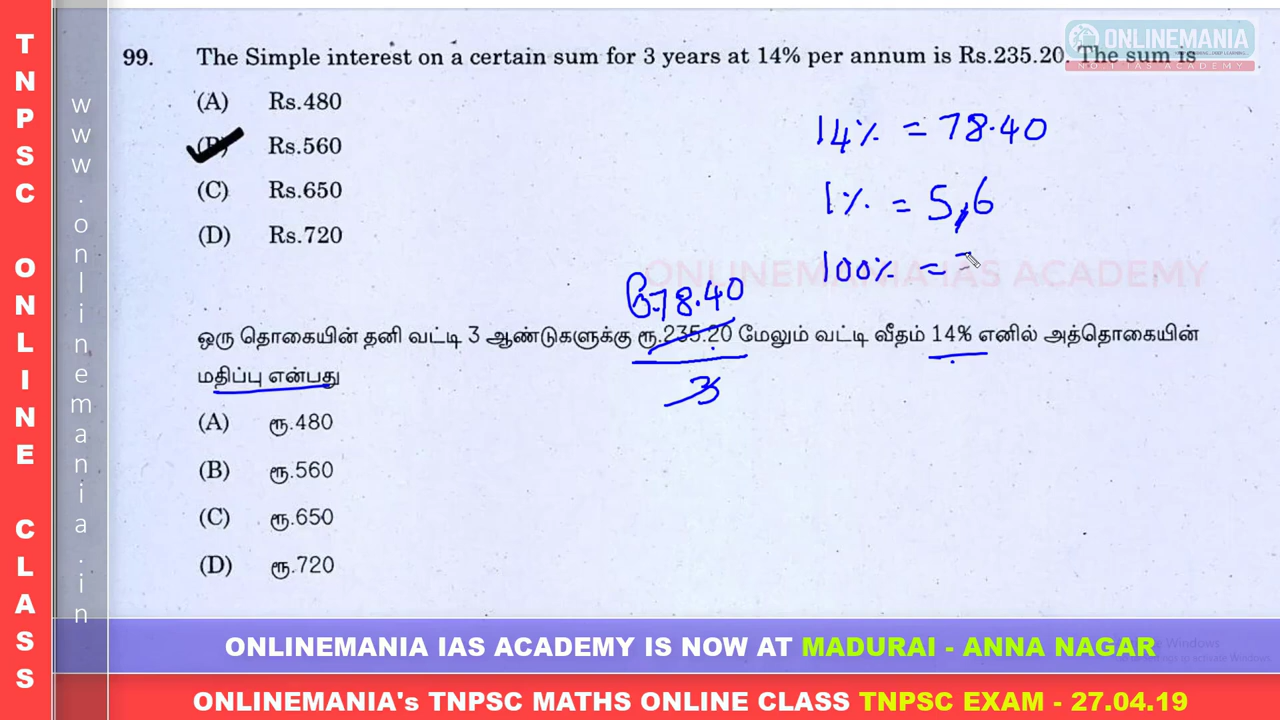 TNPSC ONLINE CLASS
www.onlinemania.in
ONLINEMANIA
NO.1 IAS ACADEMY
99. The Simple interest on a certain sum for 3 years at 14% per annum is Rs.235.20. The sum is
(A) Rs.480
(B) Rs.560
(C) Rs.650
(D) Rs.720
14% = 78.40
1% = 5.6
100% =
ONLINEMANIA IAS ACADEMY
ரூ.78.40
ஒரு தொகையின் தனி வட்டி 3 ஆண்டுகளுக்கு ரூ.235.20 மேலும் வட்டி வீதம் 14% எனில் அத்தொகையின்
மதிப்பு என்பது
3
(A) ரூ.480
(B) ரூ.560
(C) ரூ.650
(D) ரூ.720
ONLINEMANIA IAS ACADEMY IS NOW AT MADURAI - ANNA NAGAR
ONLINEMANIA's TNPSC MATHS ONLINE CLASS TNPSC EXAM - 27.04.19